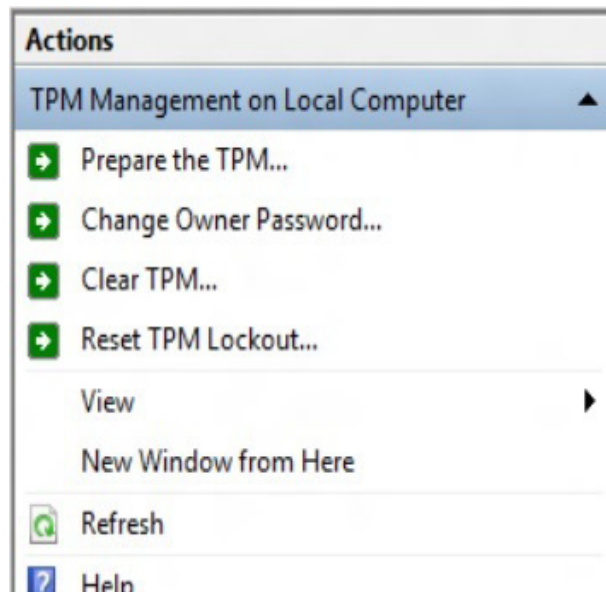 Actions
TPM Management on Local Computer
Prepare the TPM...
Change Owner Password...
Clear TPM...
Reset TPM Lockout...
View
New Window from Here
Refresh
Help